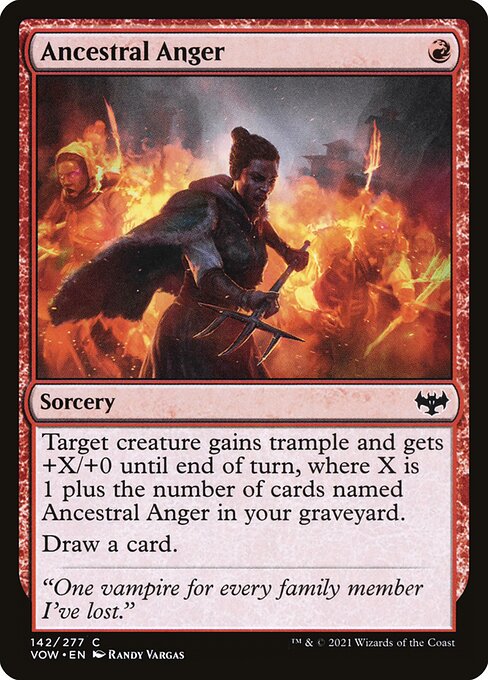 Ancestral Anger
Sorcery
Target creature gains trample and gets
+X/+0 until end of turn, where X is
1 plus the number of cards named
Ancestral Anger in your graveyard.
Draw a card.
“One vampire for every family member
I’ve lost.”
142/277 C
VOW • EN Randy Vargas
™ & © 2021 Wizards of the Coast